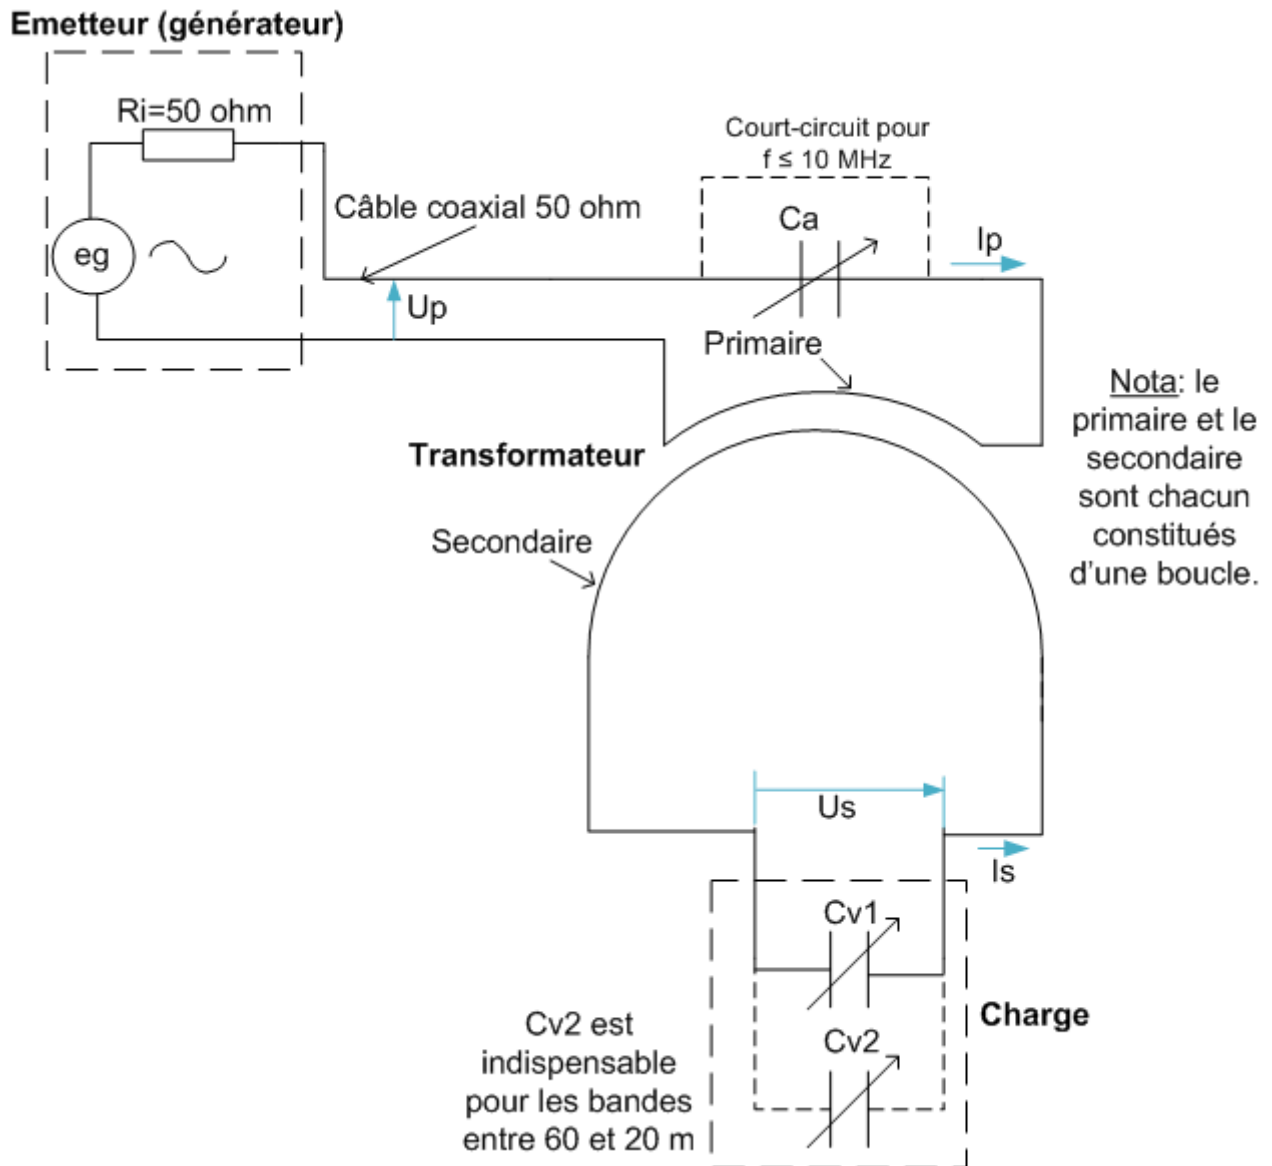 Emetteur (générateur)
Ri=50 ohm
eg
Câble coaxial 50 ohm
Up
Court-circuit pour
f ≤ 10 MHz
Ca
Ip
Primaire
Nota: le
primaire et le
secondaire
sont chacun
constitués
d'une boucle.
Transformateur
Secondaire
Us
Is
Cv1
Charge
Cv2
Cv2 est
indispensable
pour les bandes
entre 60 et 20 m